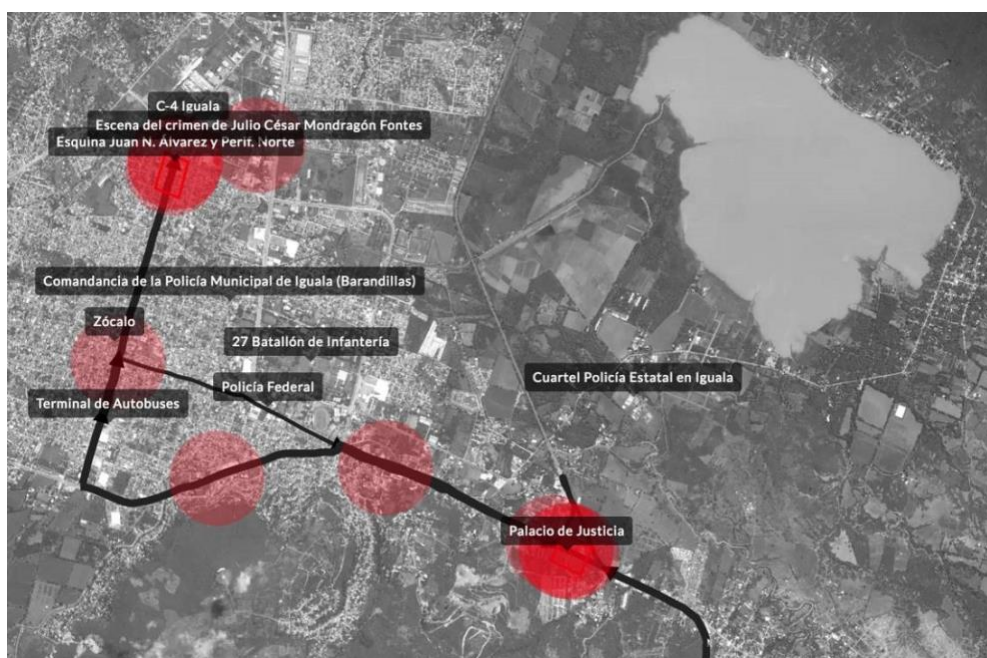 C-4 Iguala
Escena del crimen de Julio César Mondragón Fontes
Esquina Juan N. Álvarez y Perif. Norte
Comandancia de la Policía Municipal de Iguala (Barandillas)
Zócalo
27 Batallón de Infantería
Cuartel Policía Estatal en Iguala
Policía Federal
Terminal de Autobuses
Palacio de Justicia